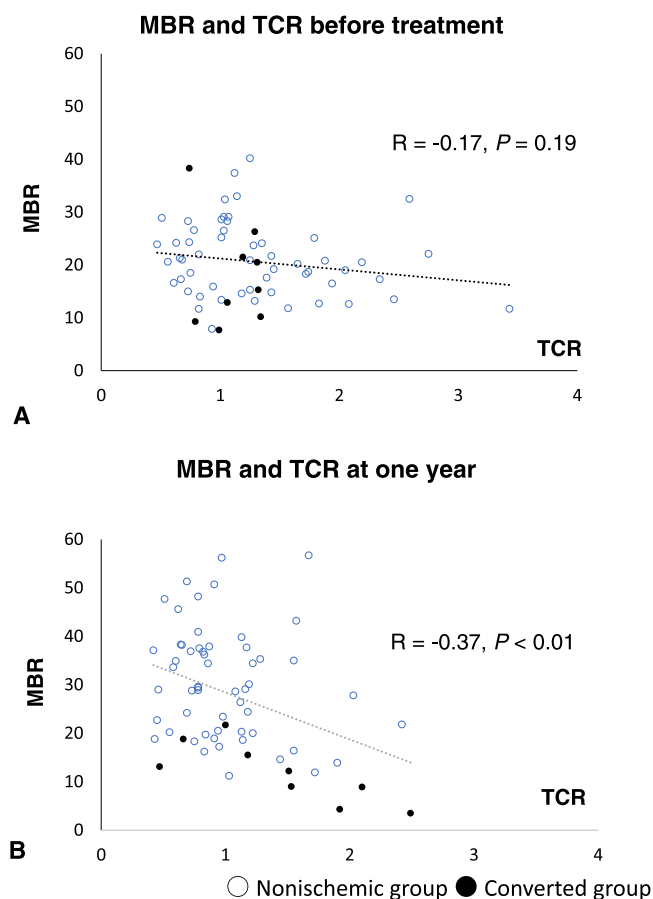 MBR and TCR before treatment
60
50
R = -0.17, P = 0.19
40
MBR
30
20
10
TCR
0
0 1 2 3 4
A
MBR and TCR at one year
60
50
40
R = -0.37, P < 0.01
MBR
30
20
10
TCR
0
B
0 1 2 3 4
Nonischemic group Converted group